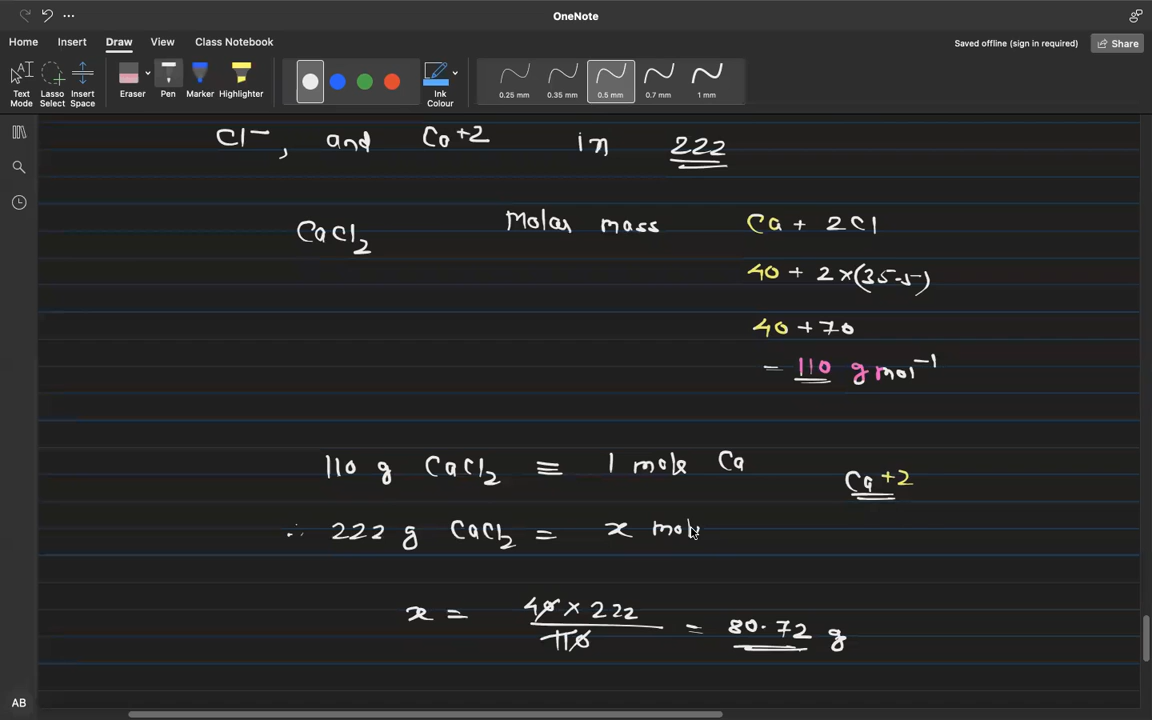 OneNote
Home Insert Draw View Class Notebook
Saved offline (sign in required) Share
Text Mode Lasso Select Insert Space Eraser Pen Marker Highlighter Ink Colour 0.25 mm 0.35 mm 0.5 mm 0.7 mm 1 mm
Cl⁻, and Ca+2 in 222
CaCl₂ Molar mass Ca + 2Cl
40 + 2×(35.5)
40 + 70
= 110 g mol⁻¹
110 g CaCl₂ ≡ 1 mole Ca
Ca+2
∴ 222 g CaCl₂ = x mol
x = 40 × 222 / 110 = 80.72 g
AB